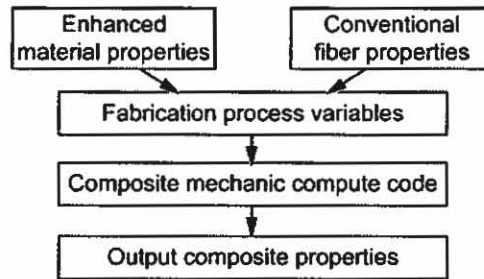 Enhanced
material properties
Conventional
fiber properties
Fabrication process variables
Composite mechanic compute code
Output composite properties